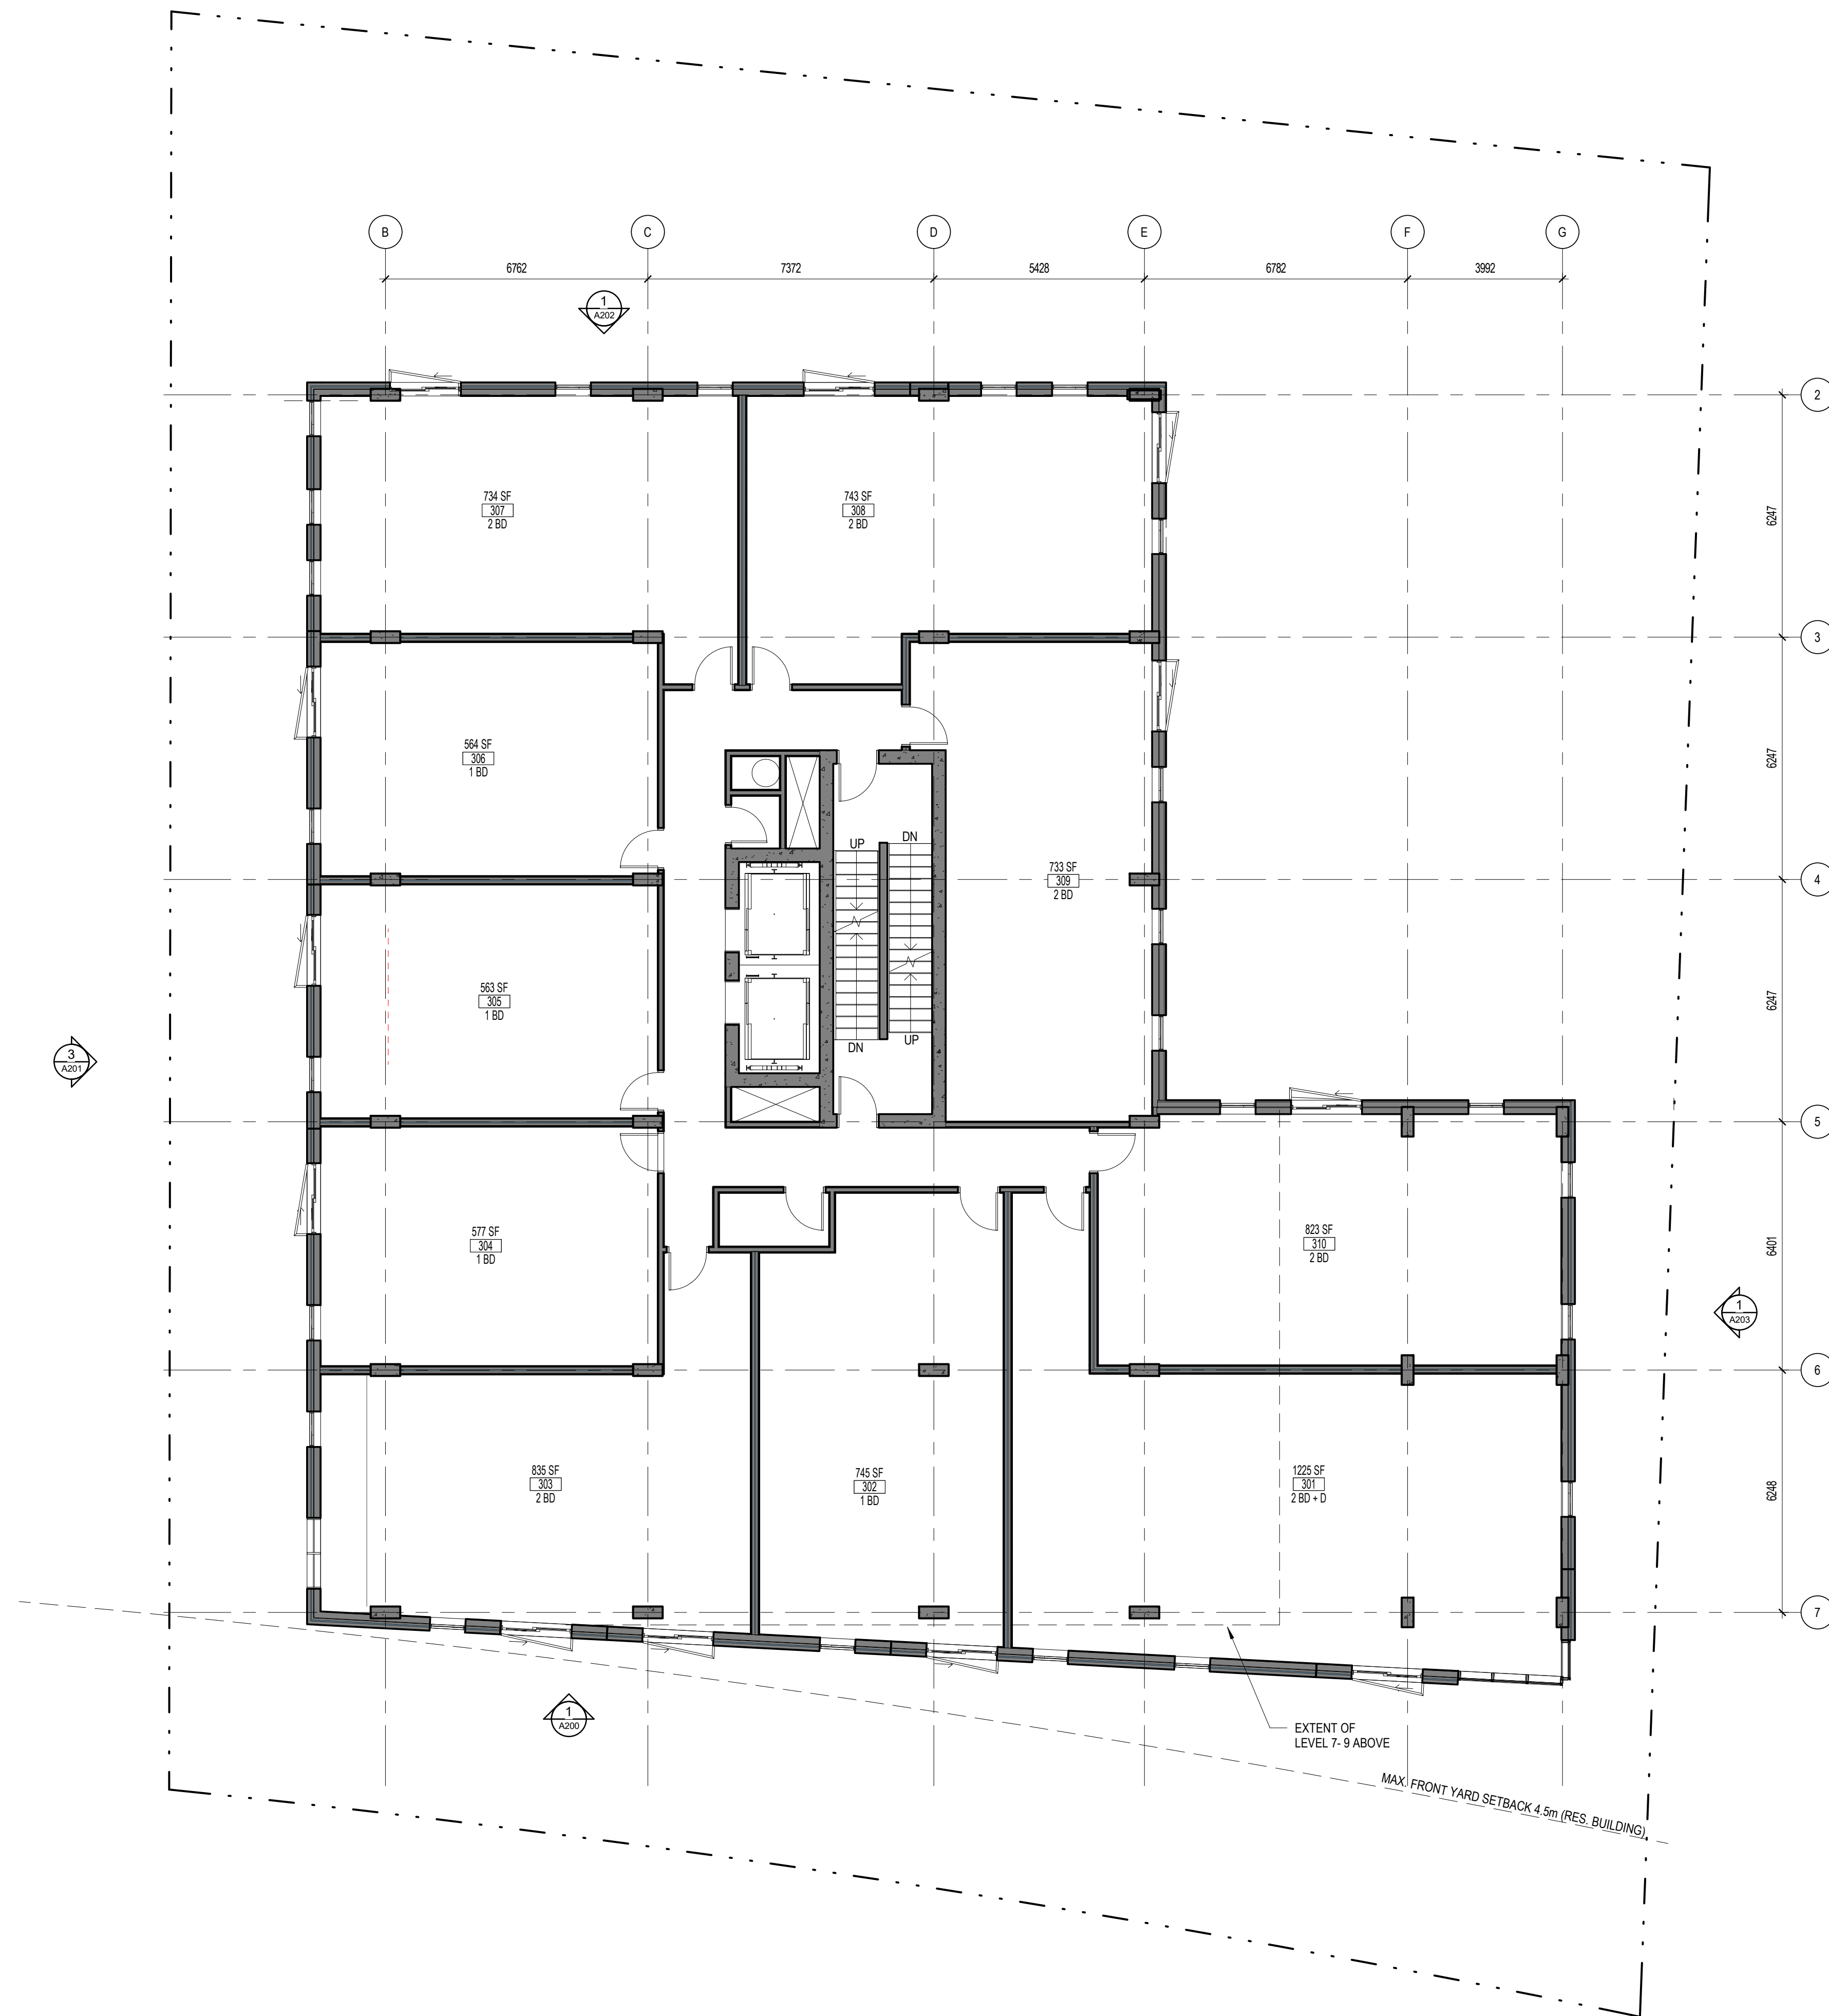 B
C
D
E
F
G
6762
7372
5428
6782
3992
1
A202
2
6247
734 SF
307
2 BD
743 SF
308
2 BD
3
6247
564 SF
306
1 BD
UP
DN
733 SF
309
2 BD
4
6247
563 SF
305
1 BD
DN
UP
3
A201
5
6401
577 SF
304
1 BD
823 SF
310
2 BD
1
A203
6
6248
835 SF
303
2 BD
745 SF
302
1 BD
1225 SF
301
2 BD + D
7
1
A200
EXTENT OF
LEVEL 7- 9 ABOVE
MAX. FRONT YARD SETBACK 4.5m (RES. BUILDING)